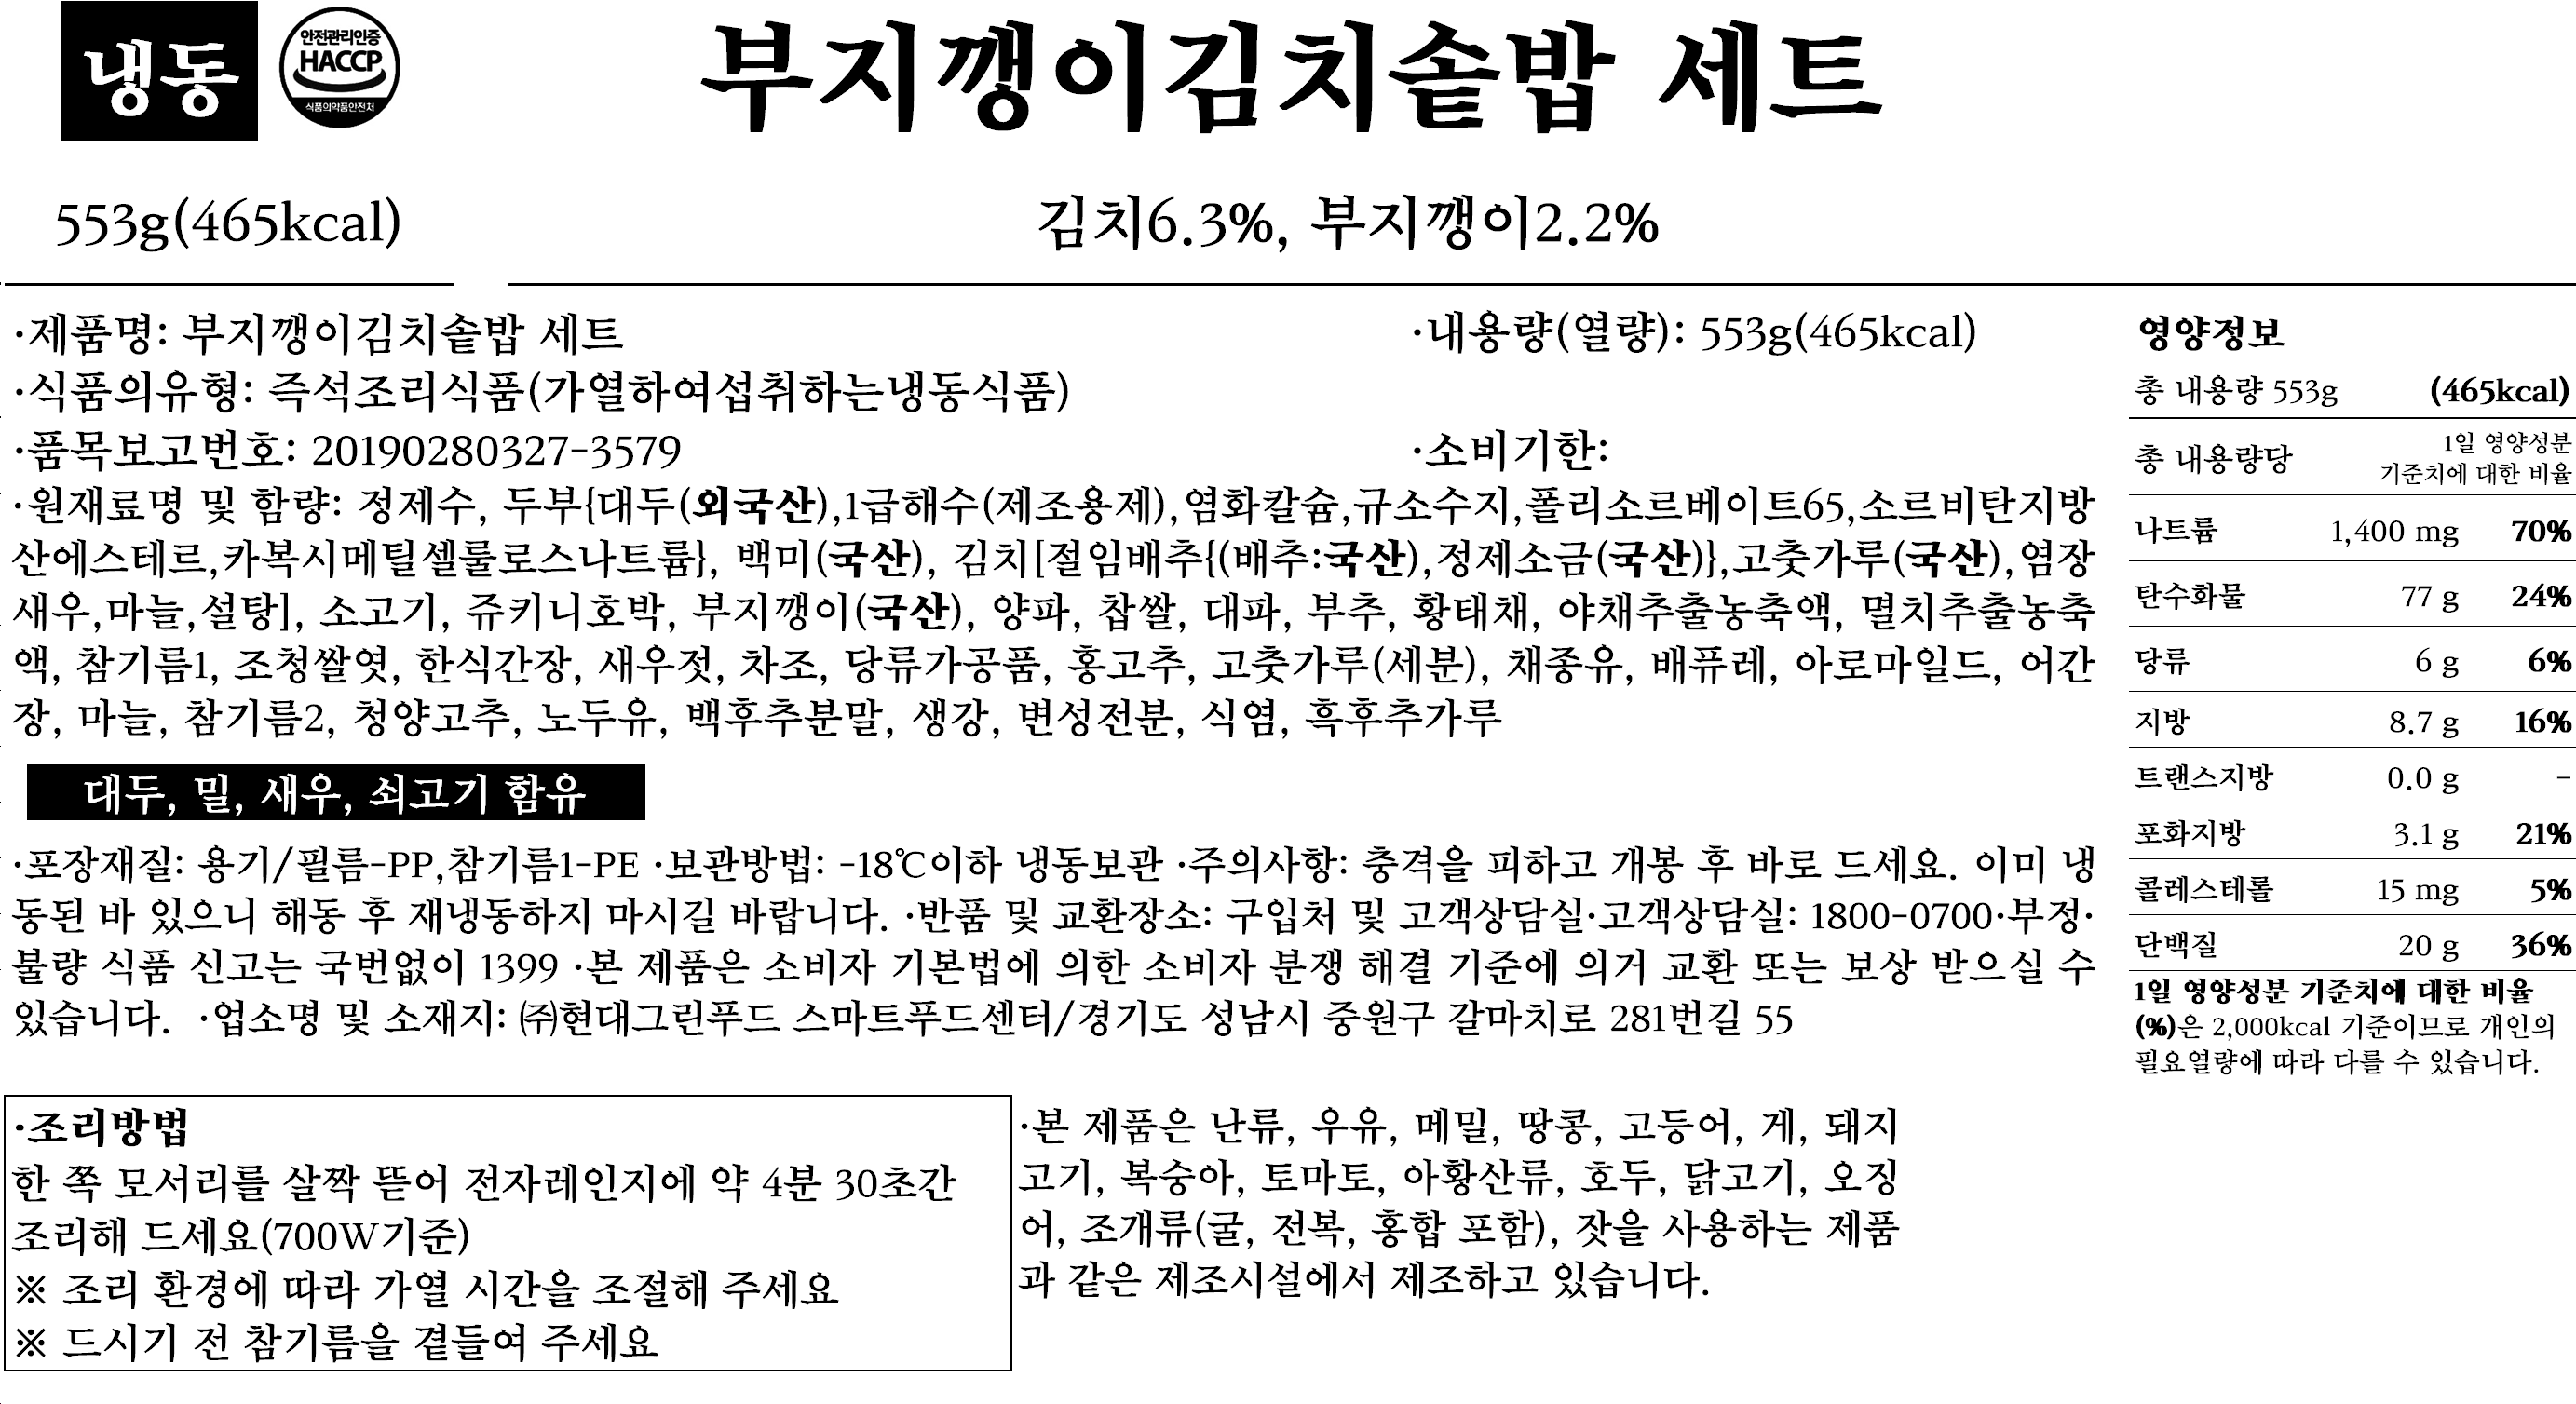 냉동
안전관리인증
HACCP
식품의약품안전처
부지깽이김치솥밥 세트
553g(465kcal)
김치6.3%, 부지깽이2.2%
·제품명: 부지깽이김치솥밥 세트
·내용량(열량): 553g(465kcal)
·식품의유형: 즉석조리식품(가열하여섭취하는냉동식품)
·품목보고번호: 20190280327-3579
·소비기한:
·원재료명 및 함량: 정제수, 두부{대두(외국산),1급해수(제조용제),염화칼슘,규소수지,폴리소르베이트65,소르비탄지방
산에스테르,카복시메틸셀룰로스나트륨}, 백미(국산), 김치[절임배추{(배추:국산),정제소금(국산)},고춧가루(국산),염장
새우,마늘,설탕], 소고기, 쥬키니호박, 부지깽이(국산), 양파, 찹쌀, 대파, 부추, 황태채, 야채추출농축액, 멸치추출농축
액, 참기름1, 조청쌀엿, 한식간장, 새우젓, 차조, 당류가공품, 홍고추, 고춧가루(세분), 채종유, 배퓨레, 아로마일드, 어간
장, 마늘, 참기름2, 청양고추, 노두유, 백후추분말, 생강, 변성전분, 식염, 흑후추가루
대두, 밀, 새우, 쇠고기 함유
·포장재질: 용기/필름-PP,참기름1-PE ·보관방법: -18℃이하 냉동보관 ·주의사항: 충격을 피하고 개봉 후 바로 드세요. 이미 냉
동된 바 있으니 해동 후 재냉동하지 마시길 바랍니다. ·반품 및 교환장소: 구입처 및 고객상담실·고객상담실: 1800-0700·부정·
불량 식품 신고는 국번없이 1399 ·본 제품은 소비자 기본법에 의한 소비자 분쟁 해결 기준에 의거 교환 또는 보상 받으실 수
있습니다. ·업소명 및 소재지: ㈜현대그린푸드 스마트푸드센터/경기도 성남시 중원구 갈마치로 281번길 55
영양정보
총 내용량 553g (465kcal)
총 내용량당 1일 영양성분
기준치에 대한 비율
나트륨 1,400 mg 70%
탄수화물 77 g 24%
당류 6 g 6%
지방 8.7 g 16%
트랜스지방 0.0 g -
포화지방 3.1 g 21%
콜레스테롤 15 mg 5%
단백질 20 g 36%
1일 영양성분 기준치에 대한 비율
(%)은 2,000kcal 기준이므로 개인의
필요열량에 따라 다를 수 있습니다.
·조리방법
한 쪽 모서리를 살짝 뜯어 전자레인지에 약 4분 30초간
조리해 드세요(700W기준)
※ 조리 환경에 따라 가열 시간을 조절해 주세요
※ 드시기 전 참기름을 곁들여 주세요
·본 제품은 난류, 우유, 메밀, 땅콩, 고등어, 게, 돼지
고기, 복숭아, 토마토, 아황산류, 호두, 닭고기, 오징
어, 조개류(굴, 전복, 홍합 포함), 잣을 사용하는 제품
과 같은 제조시설에서 제조하고 있습니다.